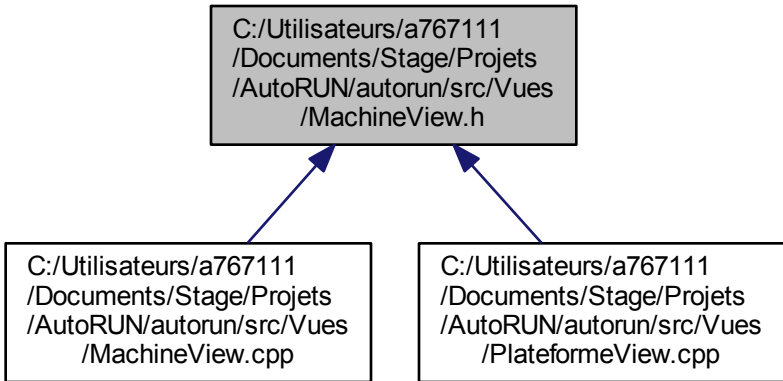 C:/Utilisateurs/a767111
/Documents/Stage/Projets
/AutoRUN/autorun/src/Vues
/MachineView.h
C:/Utilisateurs/a767111
/Documents/Stage/Projets
/AutoRUN/autorun/src/Vues
/MachineView.cpp
C:/Utilisateurs/a767111
/Documents/Stage/Projets
/AutoRUN/autorun/src/Vues
/PlateformeView.cpp